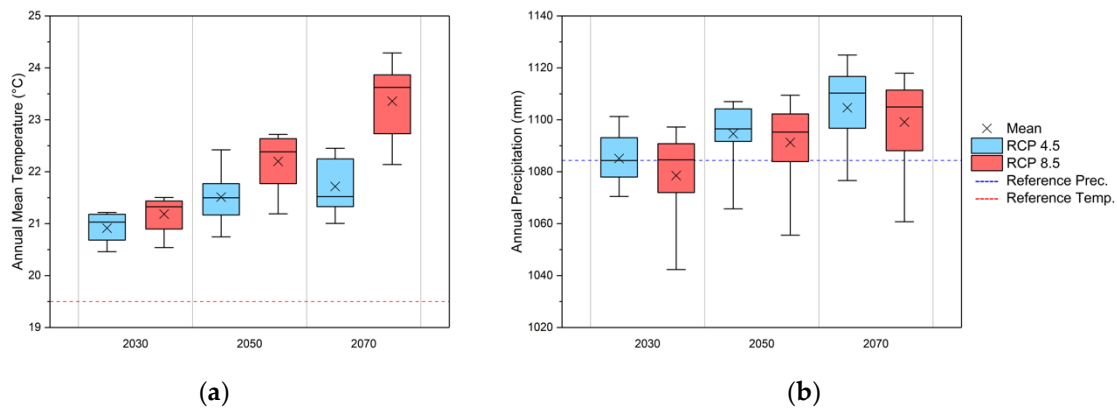 25
24
23
22
21
20
19
Annual Mean Temperature (°C)
2030
2050
2070
(a)
1140
1120
1100
1080
1060
1040
1020
Annual Precipitation (mm)
2030
2050
2070
(b)
Mean
RCP 4.5
RCP 8.5
Reference Prec.
Reference Temp.